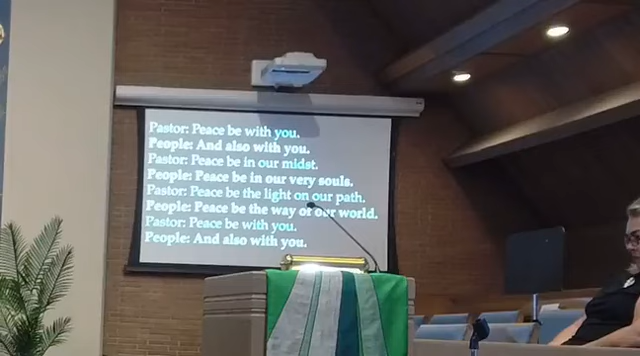 Pastor: Peace be with you.
People: And also with you.
Pastor: Peace be in our midst.
People: Peace be in our very souls.
Pastor: Peace be the light on our path.
People: Peace be the way of our world.
Pastor: Peace be with you.
People: And also with you.